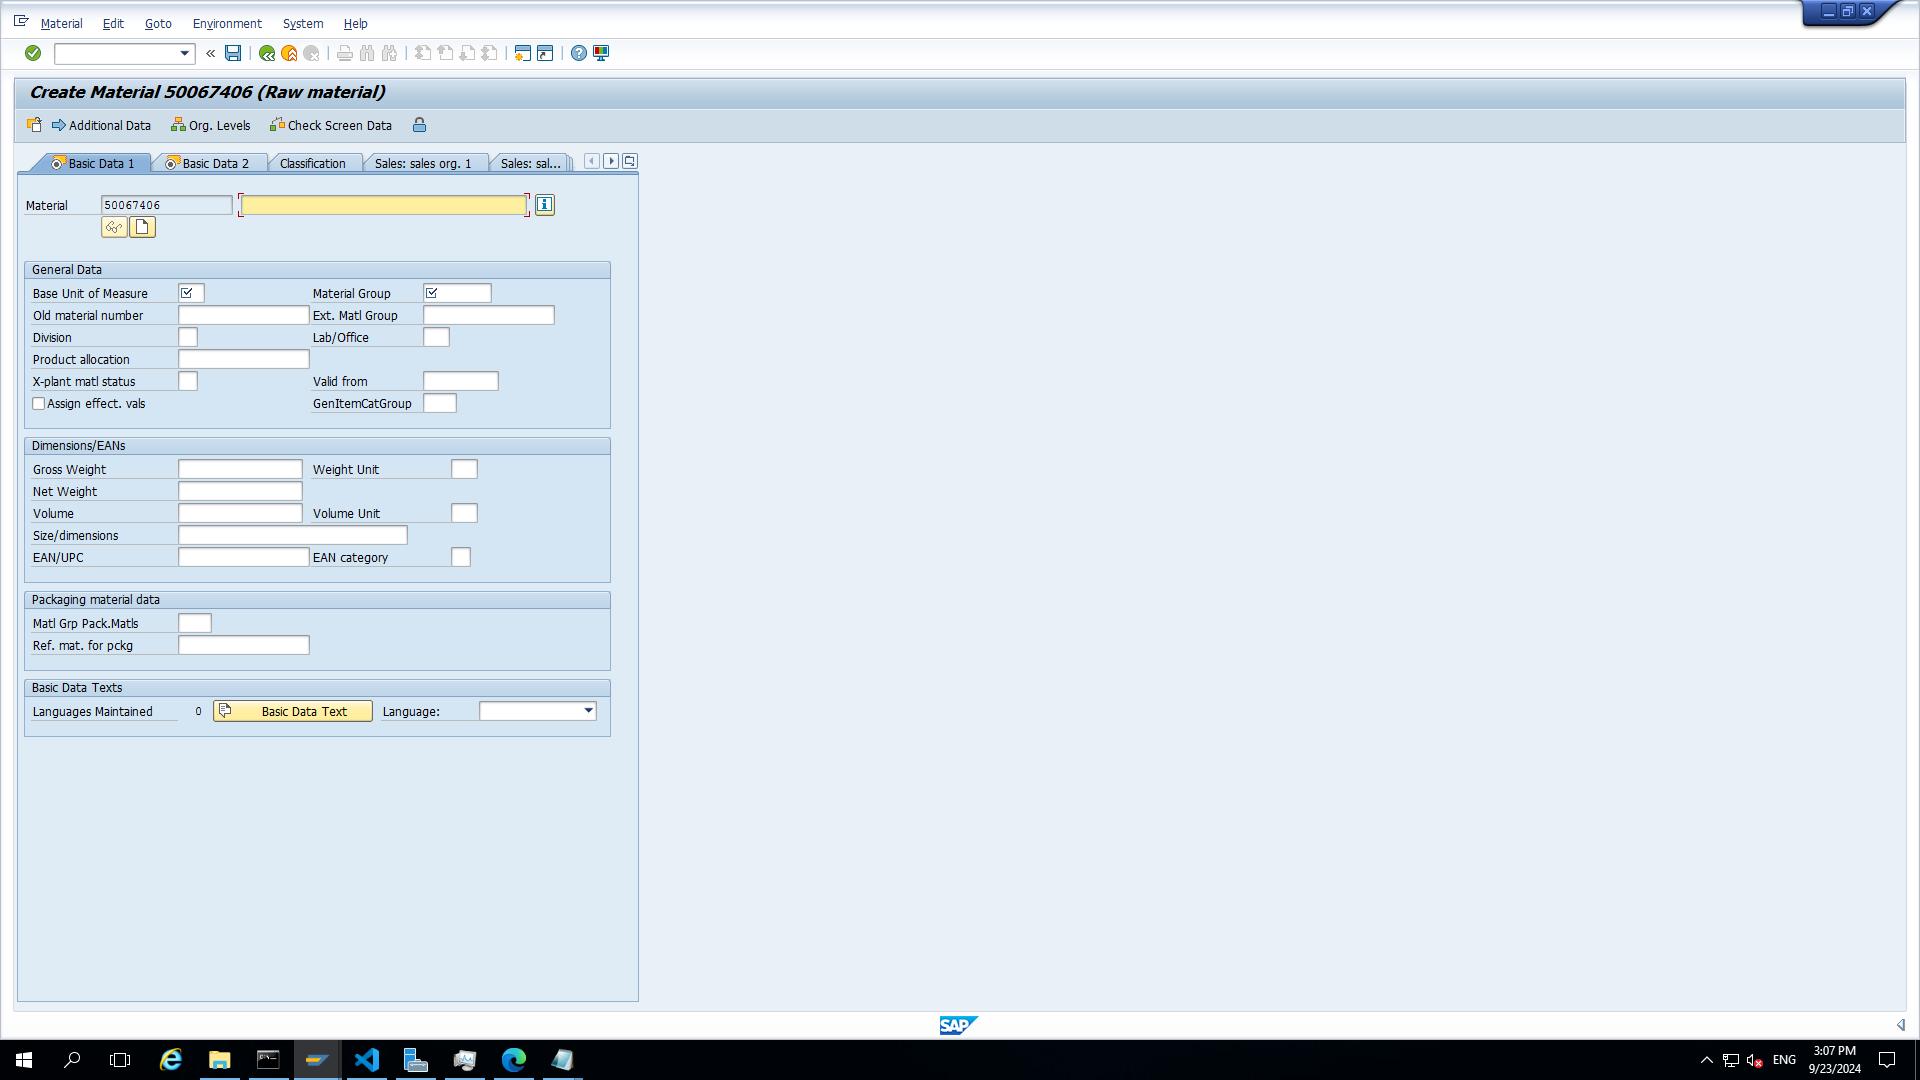 Material Edit Goto Environment System Help
Create Material 50067406 (Raw material)
Additional Data Org. Levels Check Screen Data
Basic Data 1 Basic Data 2 Classification Sales: sales org. 1 Sales: sal...
Material 50067406
General Data
Base Unit of Measure Material Group
Old material number Ext. Matl Group
Division Lab/Office
Product allocation
X-plant matl status Valid from
Assign effect. vals GenItemCatGroup
Dimensions/EANs
Gross Weight Weight Unit
Net Weight
Volume Volume Unit
Size/dimensions
EAN/UPC EAN category
Packaging material data
Matl Grp Pack.Matls
Ref. mat. for pckg
Basic Data Texts
Languages Maintained 0 Basic Data Text Language:
SAP
ENG 3:07 PM
9/23/2024